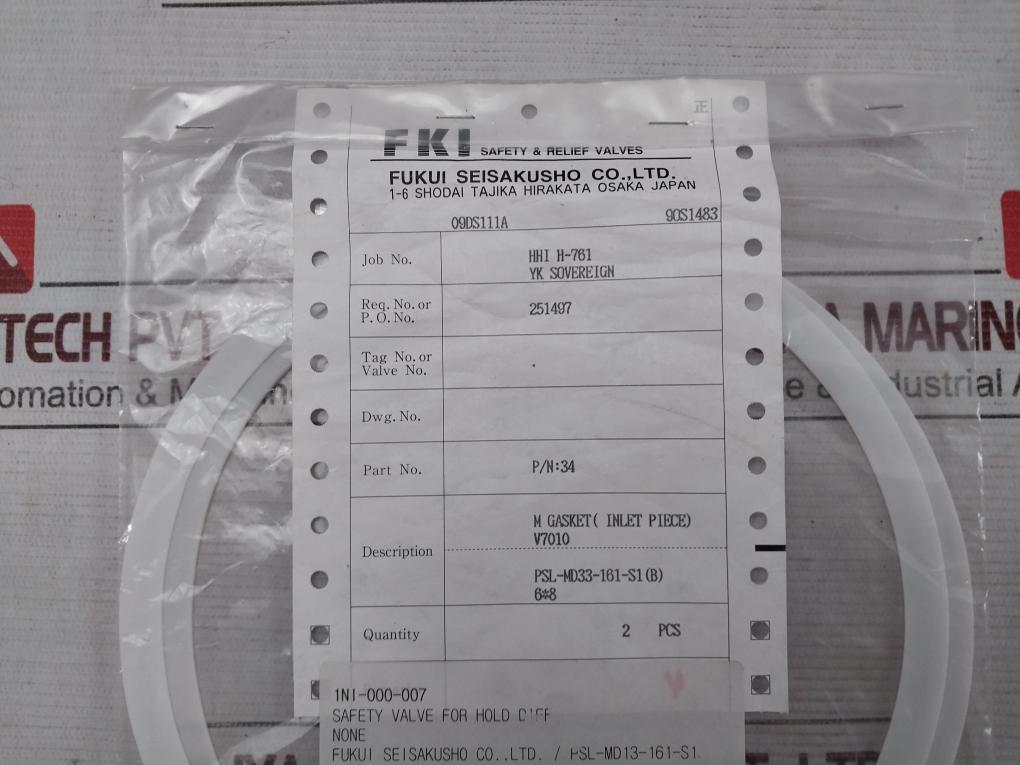 正
FKI SAFETY & RELIEF VALVES
FUKUI SEISAKUSHO CO.,LTD.
1-6 SHODAI TAJIKA HIRAKATA OSAKA JAPAN
09DS111A 90S1483
Job No. HHI H-761
YK SOVEREIGN
Req. No. or
P.O.No. 251497
Tag No. or
Valve No.
Dwg. No.
Part No. P/N:34
M GASKET( INLET PIECE)
V7010
Description
PSL-MD33-161-S1(B)
6*8
Quantity 2 PCS
TECH PVT
A MARIN
omation &
e & dustrial A
1NI-000-007
SAFETY VALVE FOR HOLD DIFF
NONE
FUKUI SEISAKUSHO CO.,LTD. / PSL-MD13-161-S1